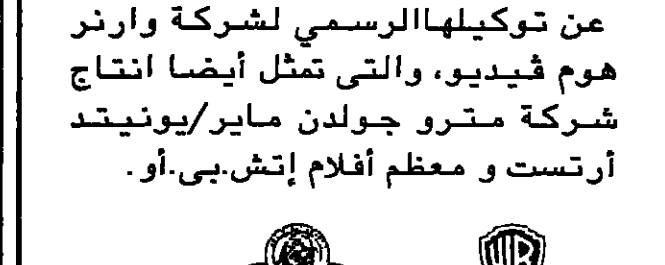 عن توكيلهاالرسمي لشركة وارنر
هوم ڤيديو، والتى تمثل أيضا انتاج
شركة مترو جولدن ماير/يونيتد
أرتست و معظم أفلام إتش.بى.أو.